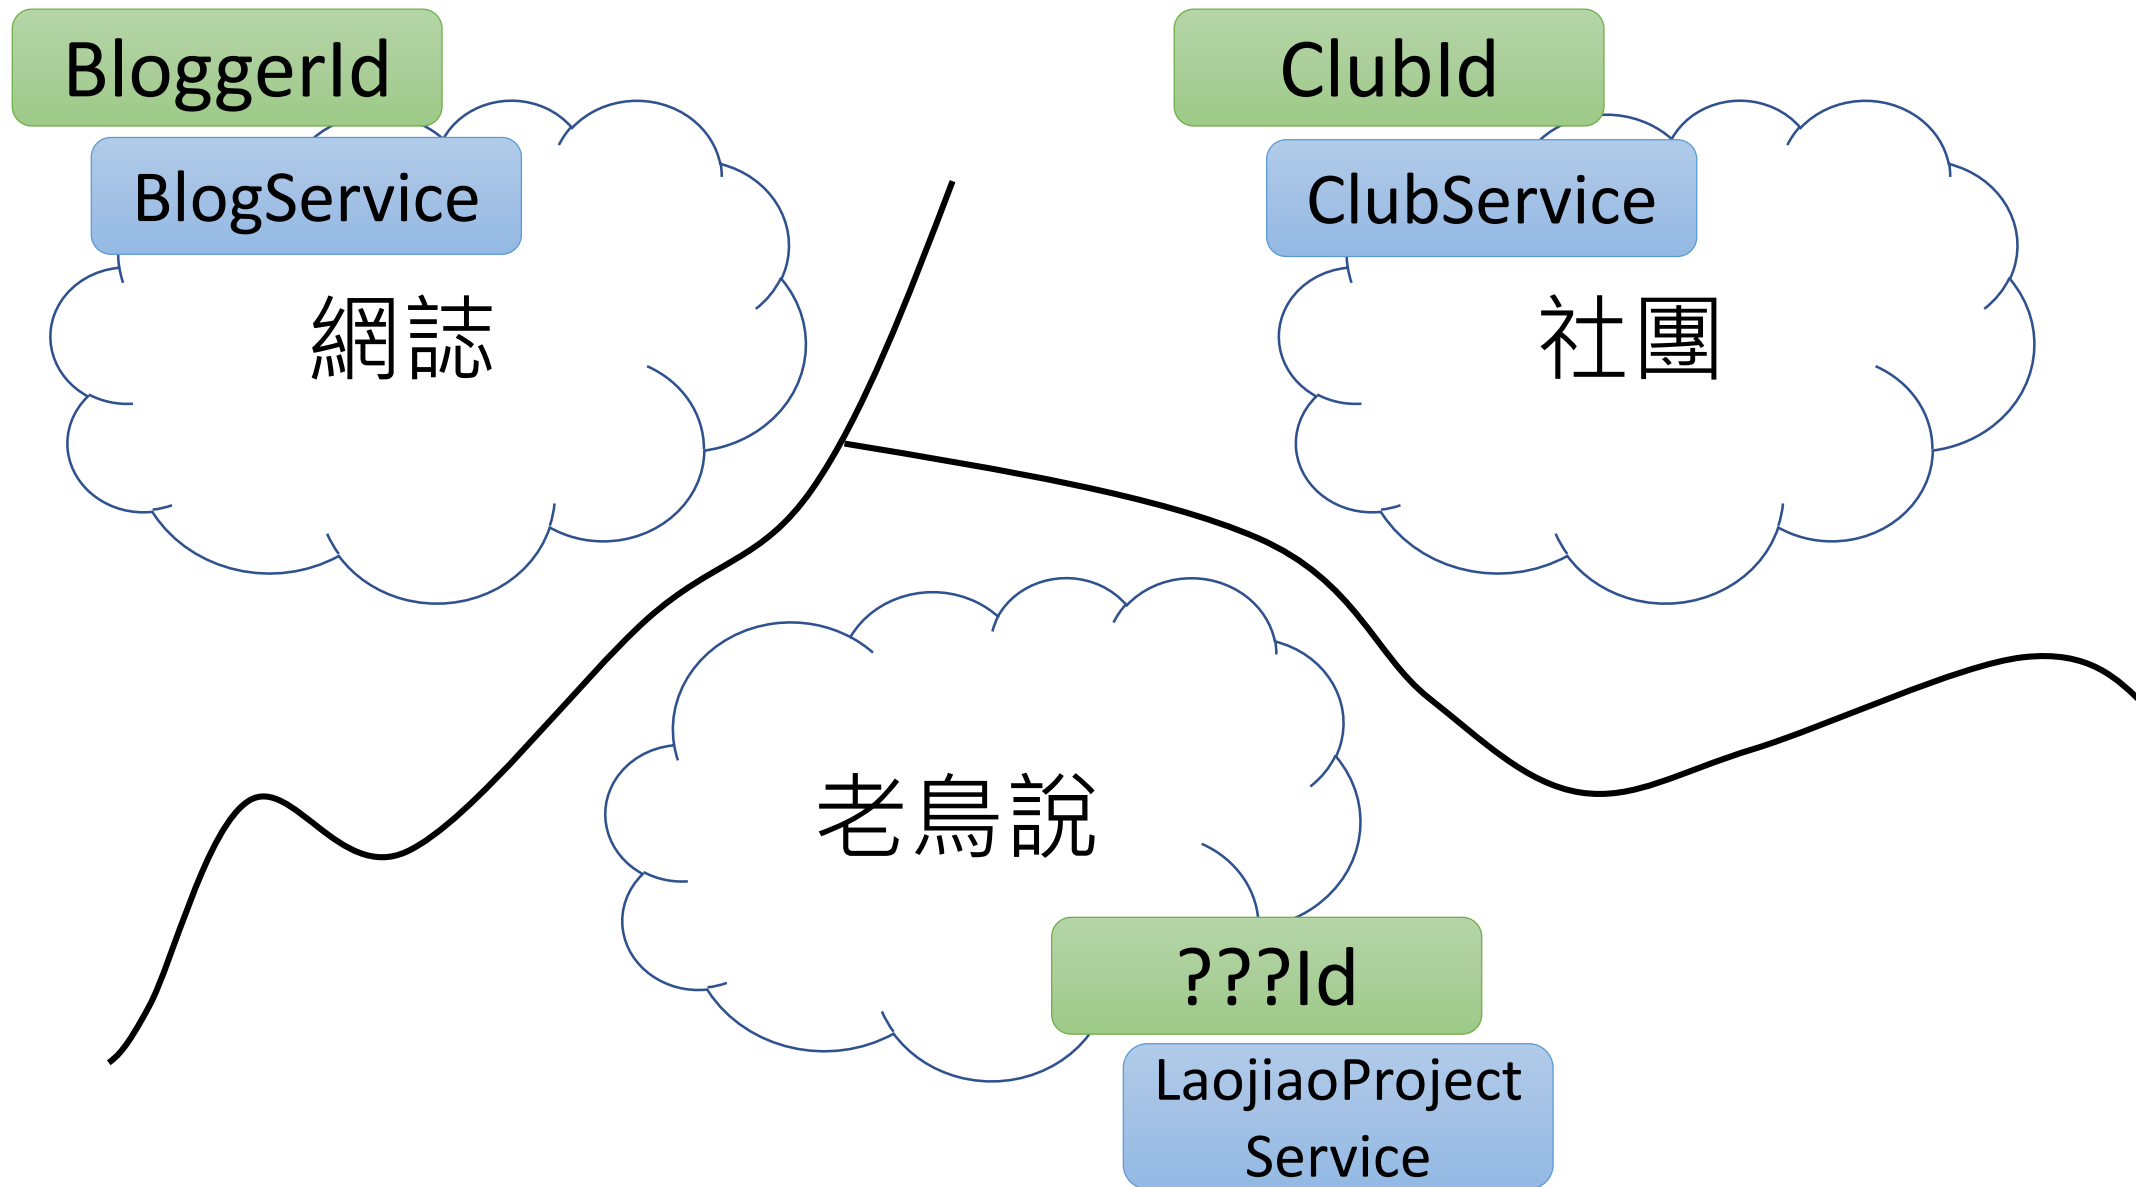 BloggerId
BlogService
網誌
ClubId
ClubService
社團
老鳥說
???Id
LaojiaoProject
Service